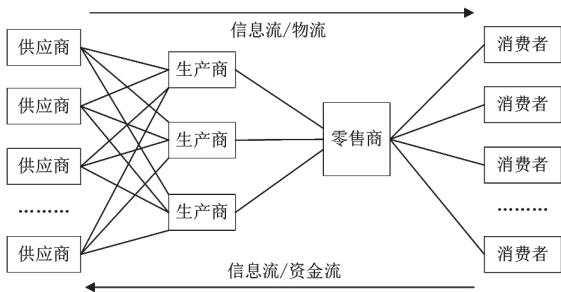 信息流/物流
供应商
供应商
供应商
………
供应商
生产商
生产商
生产商
零售商
消费者
消费者
消费者
………
消费者
信息流/资金流